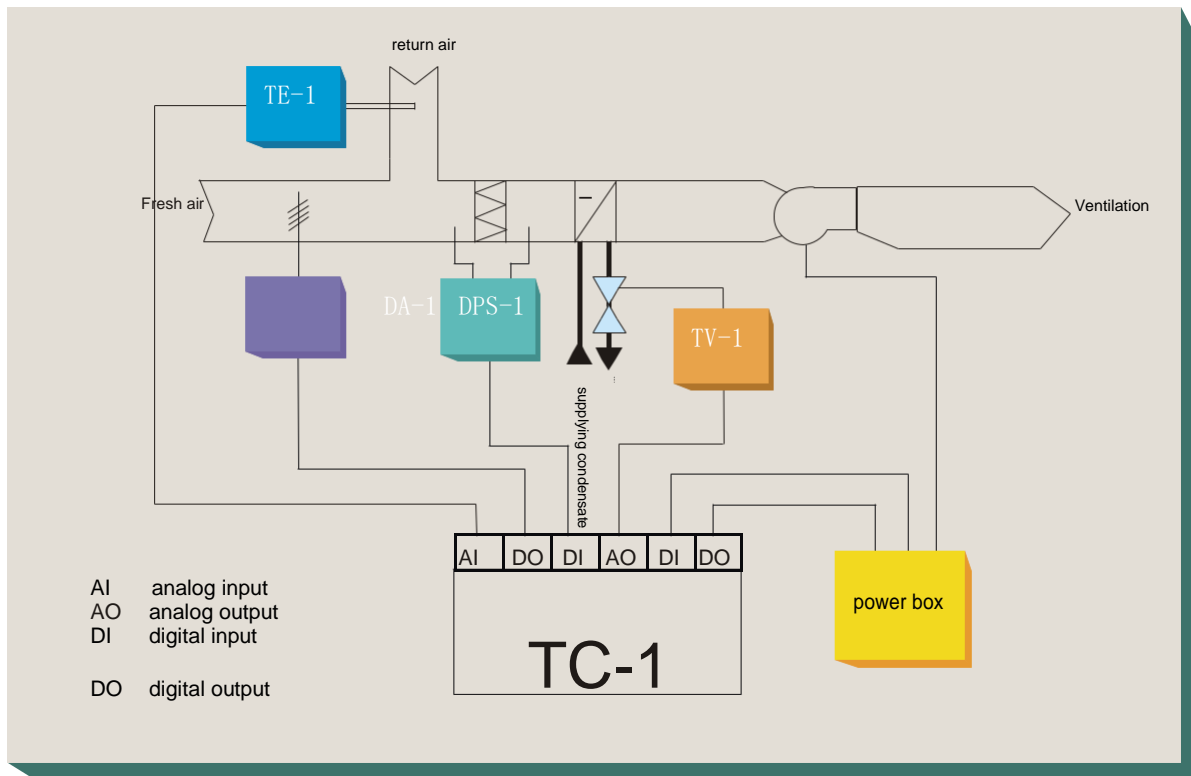 return air
TE-1
Fresh air
Ventilation
DA-1
DPS-1
TV-1
supplying condensate
AI DO DI AO DI DO
TC-1
power box
AI analog input
AO analog output
DI digital input
DO digital output